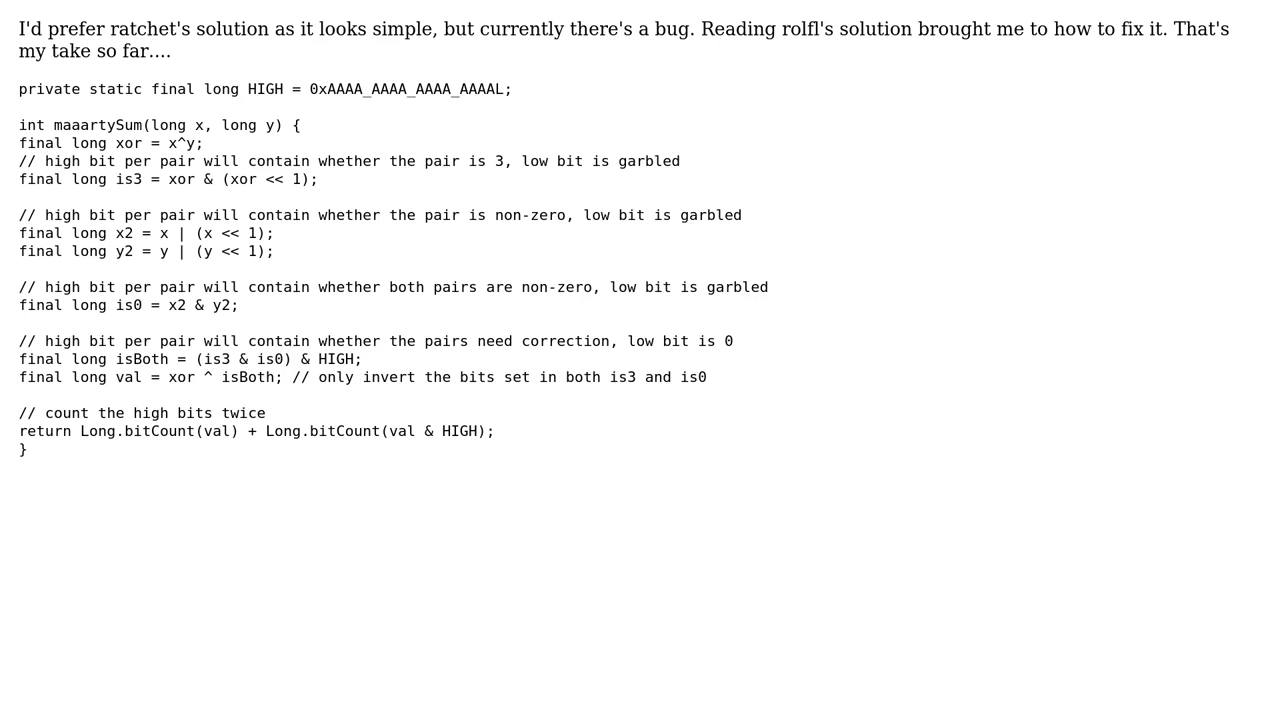 I'd prefer ratchet's solution as it looks simple, but currently there's a bug. Reading rolfl's solution brought me to how to fix it. That's
my take so far....
private static final long HIGH = 0xAAAA_AAAA_AAAA_AAAAL;
int maaartySum(long x, long y) {
final long xor = x^y;
// high bit per pair will contain whether the pair is 3, low bit is garbled
final long is3 = xor & (xor << 1);
// high bit per pair will contain whether the pair is non-zero, low bit is garbled
final long x2 = x | (x << 1);
final long y2 = y | (y << 1);
// high bit per pair will contain whether both pairs are non-zero, low bit is garbled
final long is0 = x2 & y2;
// high bit per pair will contain whether the pairs need correction, low bit is 0
final long isBoth = (is3 & is0) & HIGH;
final long val = xor ^ isBoth; // only invert the bits set in both is3 and is0
// count the high bits twice
return Long.bitCount(val) + Long.bitCount(val & HIGH);
}